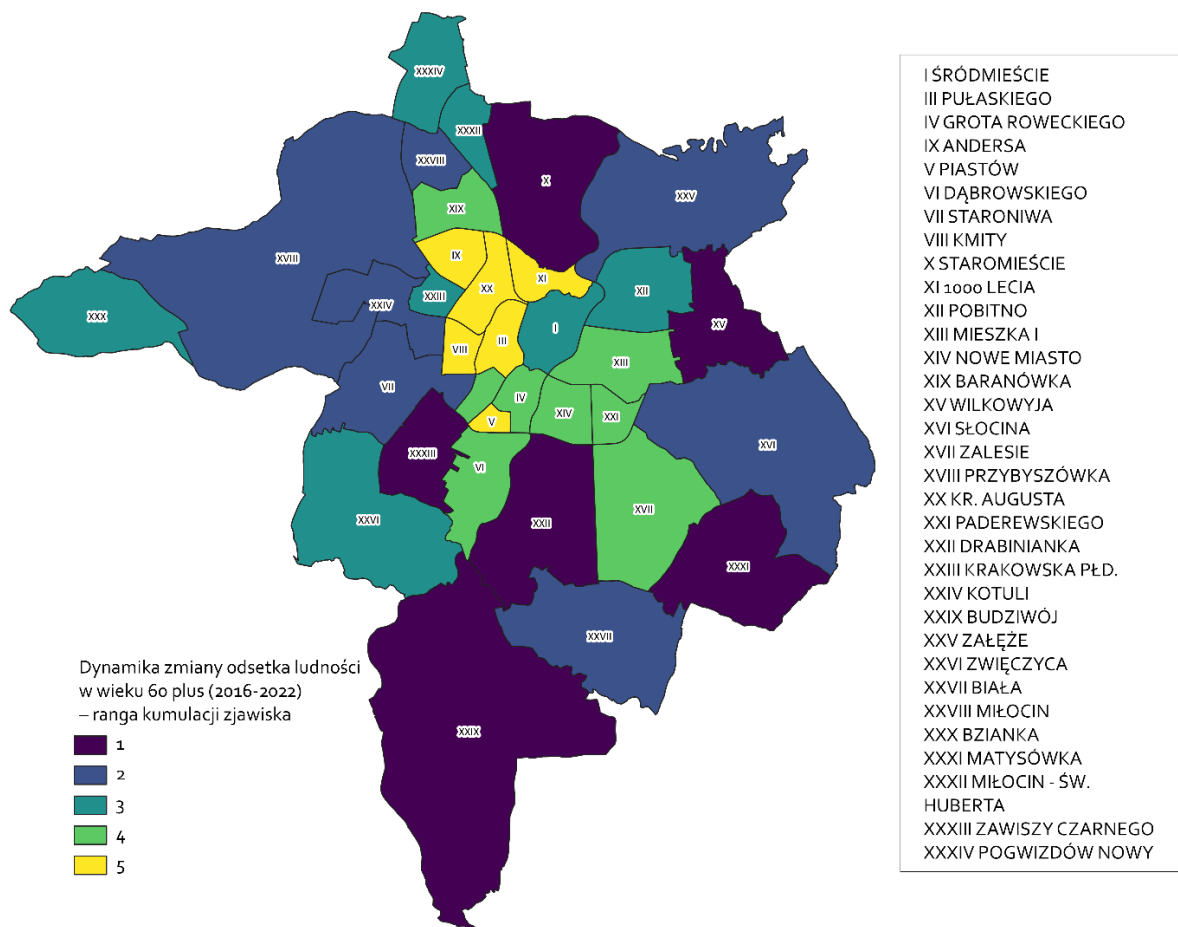 XXXIV
XXXII
XXVIII
X
XXV
XIX
IX
XI
XVIII
XX
XII
XXIII
XXIV
XXX
I
XV
VIII
III
XIII
VII
IV
XIV
XXI
V
XVI
XXXIII
VI
XXVI
XXII
XVII
XXXI
XXVII
XXIX
Dynamika zmiany odsetka ludności
w wieku 60 plus (2016-2022)
– ranga kumulacji zjawiska
1
2
3
4
5
I ŚRÓDMIEŚCIE
III PUŁASKIEGO
IV GROTA ROWECKIEGO
IX ANDERSA
V PIASTÓW
VI DĄBROWSKIEGO
VII STARONIWA
VIII KMITY
X STAROMIEŚCIE
XI 1000 LECIA
XII POBITNO
XIII MIESZKA I
XIV NOWE MIASTO
XIX BARANÓWKA
XV WILKOWYJA
XVI SŁOCINA
XVII ZALESIE
XVIII PRZYBYSZÓWKA
XX KR. AUGUSTA
XXI PADEREWSKIEGO
XXII DRABINIANKA
XXIII KRAKOWSKA PŁD.
XXIV KOTULI
XXIX BUDZIWÓJ
XXV ZAŁĘŻE
XXVI ZWIĘCZYCA
XXVII BIAŁA
XXVIII MIŁOCIN
XXX BZIANKA
XXXI MATYSÓWKA
XXXII MIŁOCIN - ŚW.
HUBERTA
XXXIII ZAWISZY CZARNEGO
XXXIV POGWIZDÓW NOWY